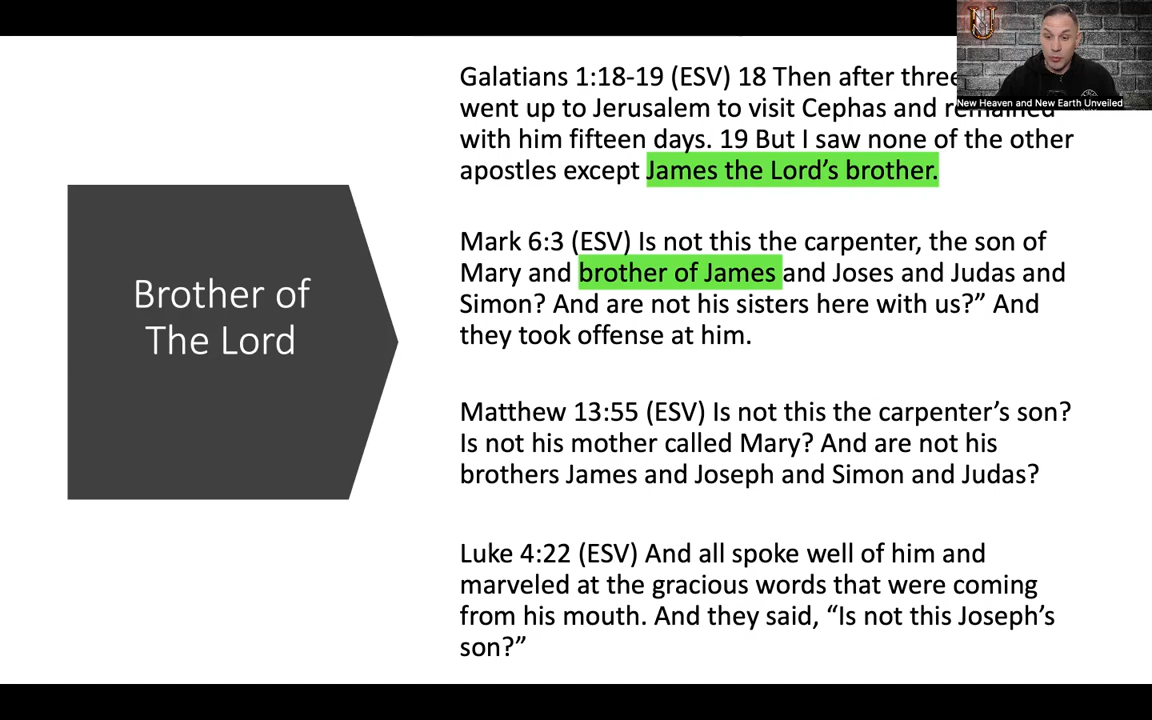 Brother of
The Lord
Galatians 1:18-19 (ESV) 18 Then after three
went up to Jerusalem to visit Cephas and remained
with him fifteen days. 19 But I saw none of the other
apostles except James the Lord’s brother.
Mark 6:3 (ESV) Is not this the carpenter, the son of
Mary and brother of James and Joses and Judas and
Simon? And are not his sisters here with us?” And
they took offense at him.
Matthew 13:55 (ESV) Is not this the carpenter’s son?
Is not his mother called Mary? And are not his
brothers James and Joseph and Simon and Judas?
Luke 4:22 (ESV) And all spoke well of him and
marveled at the gracious words that were coming
from his mouth. And they said, “Is not this Joseph’s
son?”
U
New Heaven and New Earth Unveiled